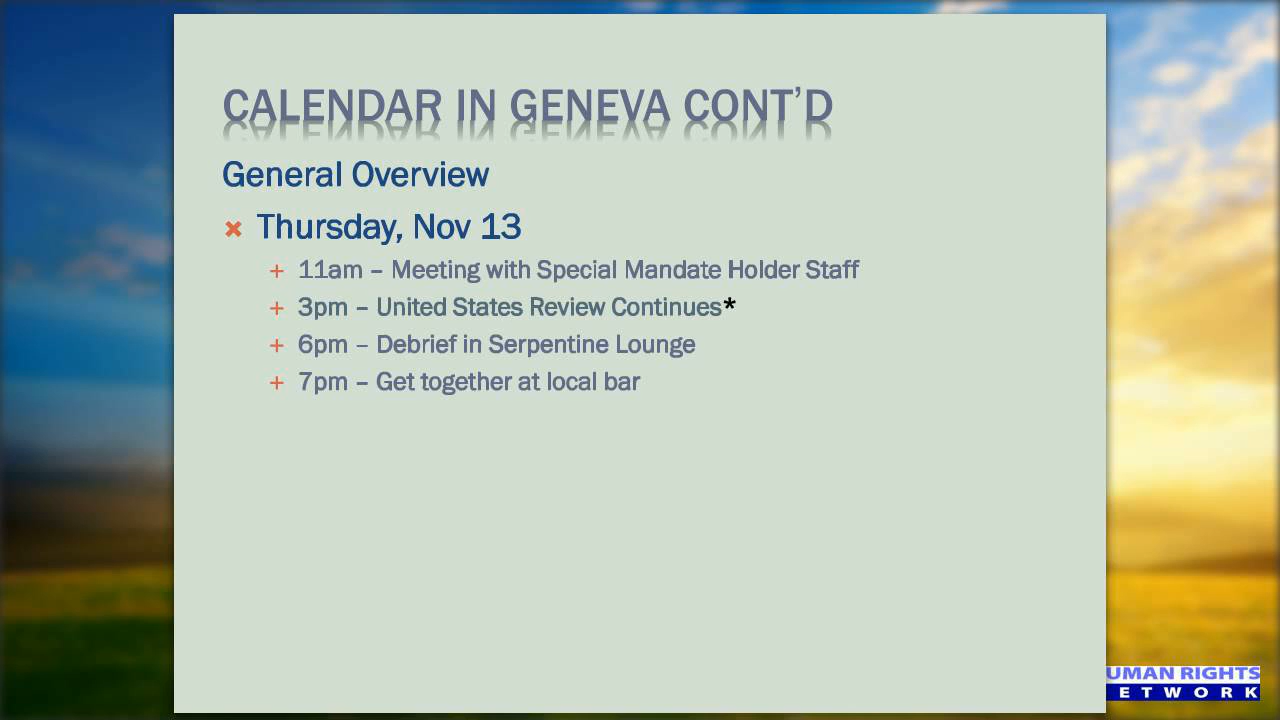 CALENDAR IN GENEVA CONT'D
General Overview
Thursday, Nov 13
+ 11am – Meeting with Special Mandate Holder Staff
+ 3pm – United States Review Continues*
+ 6pm – Debrief in Serpentine Lounge
+ 7pm – Get together at local bar
UMAN RIGHTS
ETWORK